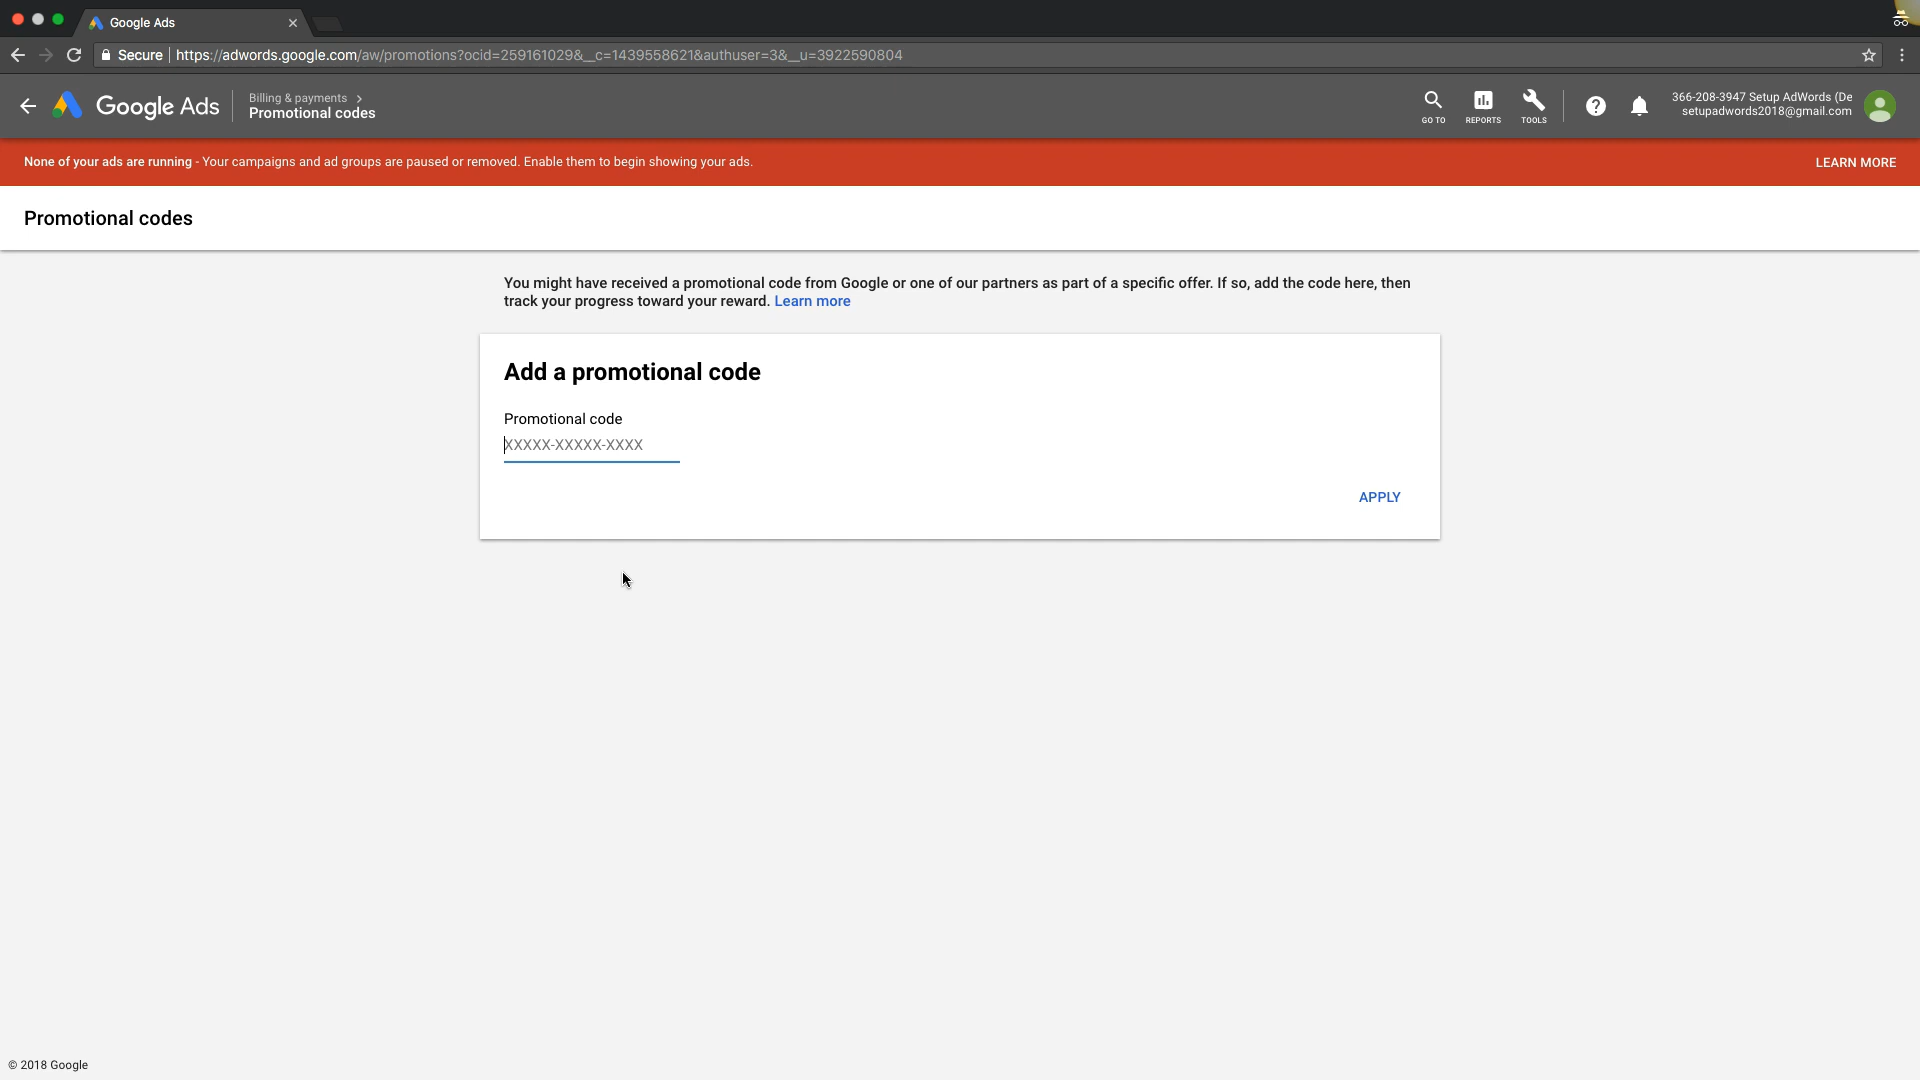 Google Ads
Secure https://adwords.google.com/aw/promotions?ocid=259161029&__c=1439558621&authuser=3&__u=3922590804
Google Ads
Billing & payments
Promotional codes
GO TO
REPORTS
TOOLS
366-208-3947 Setup AdWords (De
setupadwords2018@gmail.com
None of your ads are running - Your campaigns and ad groups are paused or removed. Enable them to begin showing your ads.
LEARN MORE
Promotional codes
You might have received a promotional code from Google or one of our partners as part of a specific offer. If so, add the code here, then
track your progress toward your reward. Learn more
Add a promotional code
Promotional code
XXXXX-XXXXX-XXXX
APPLY
© 2018 Google